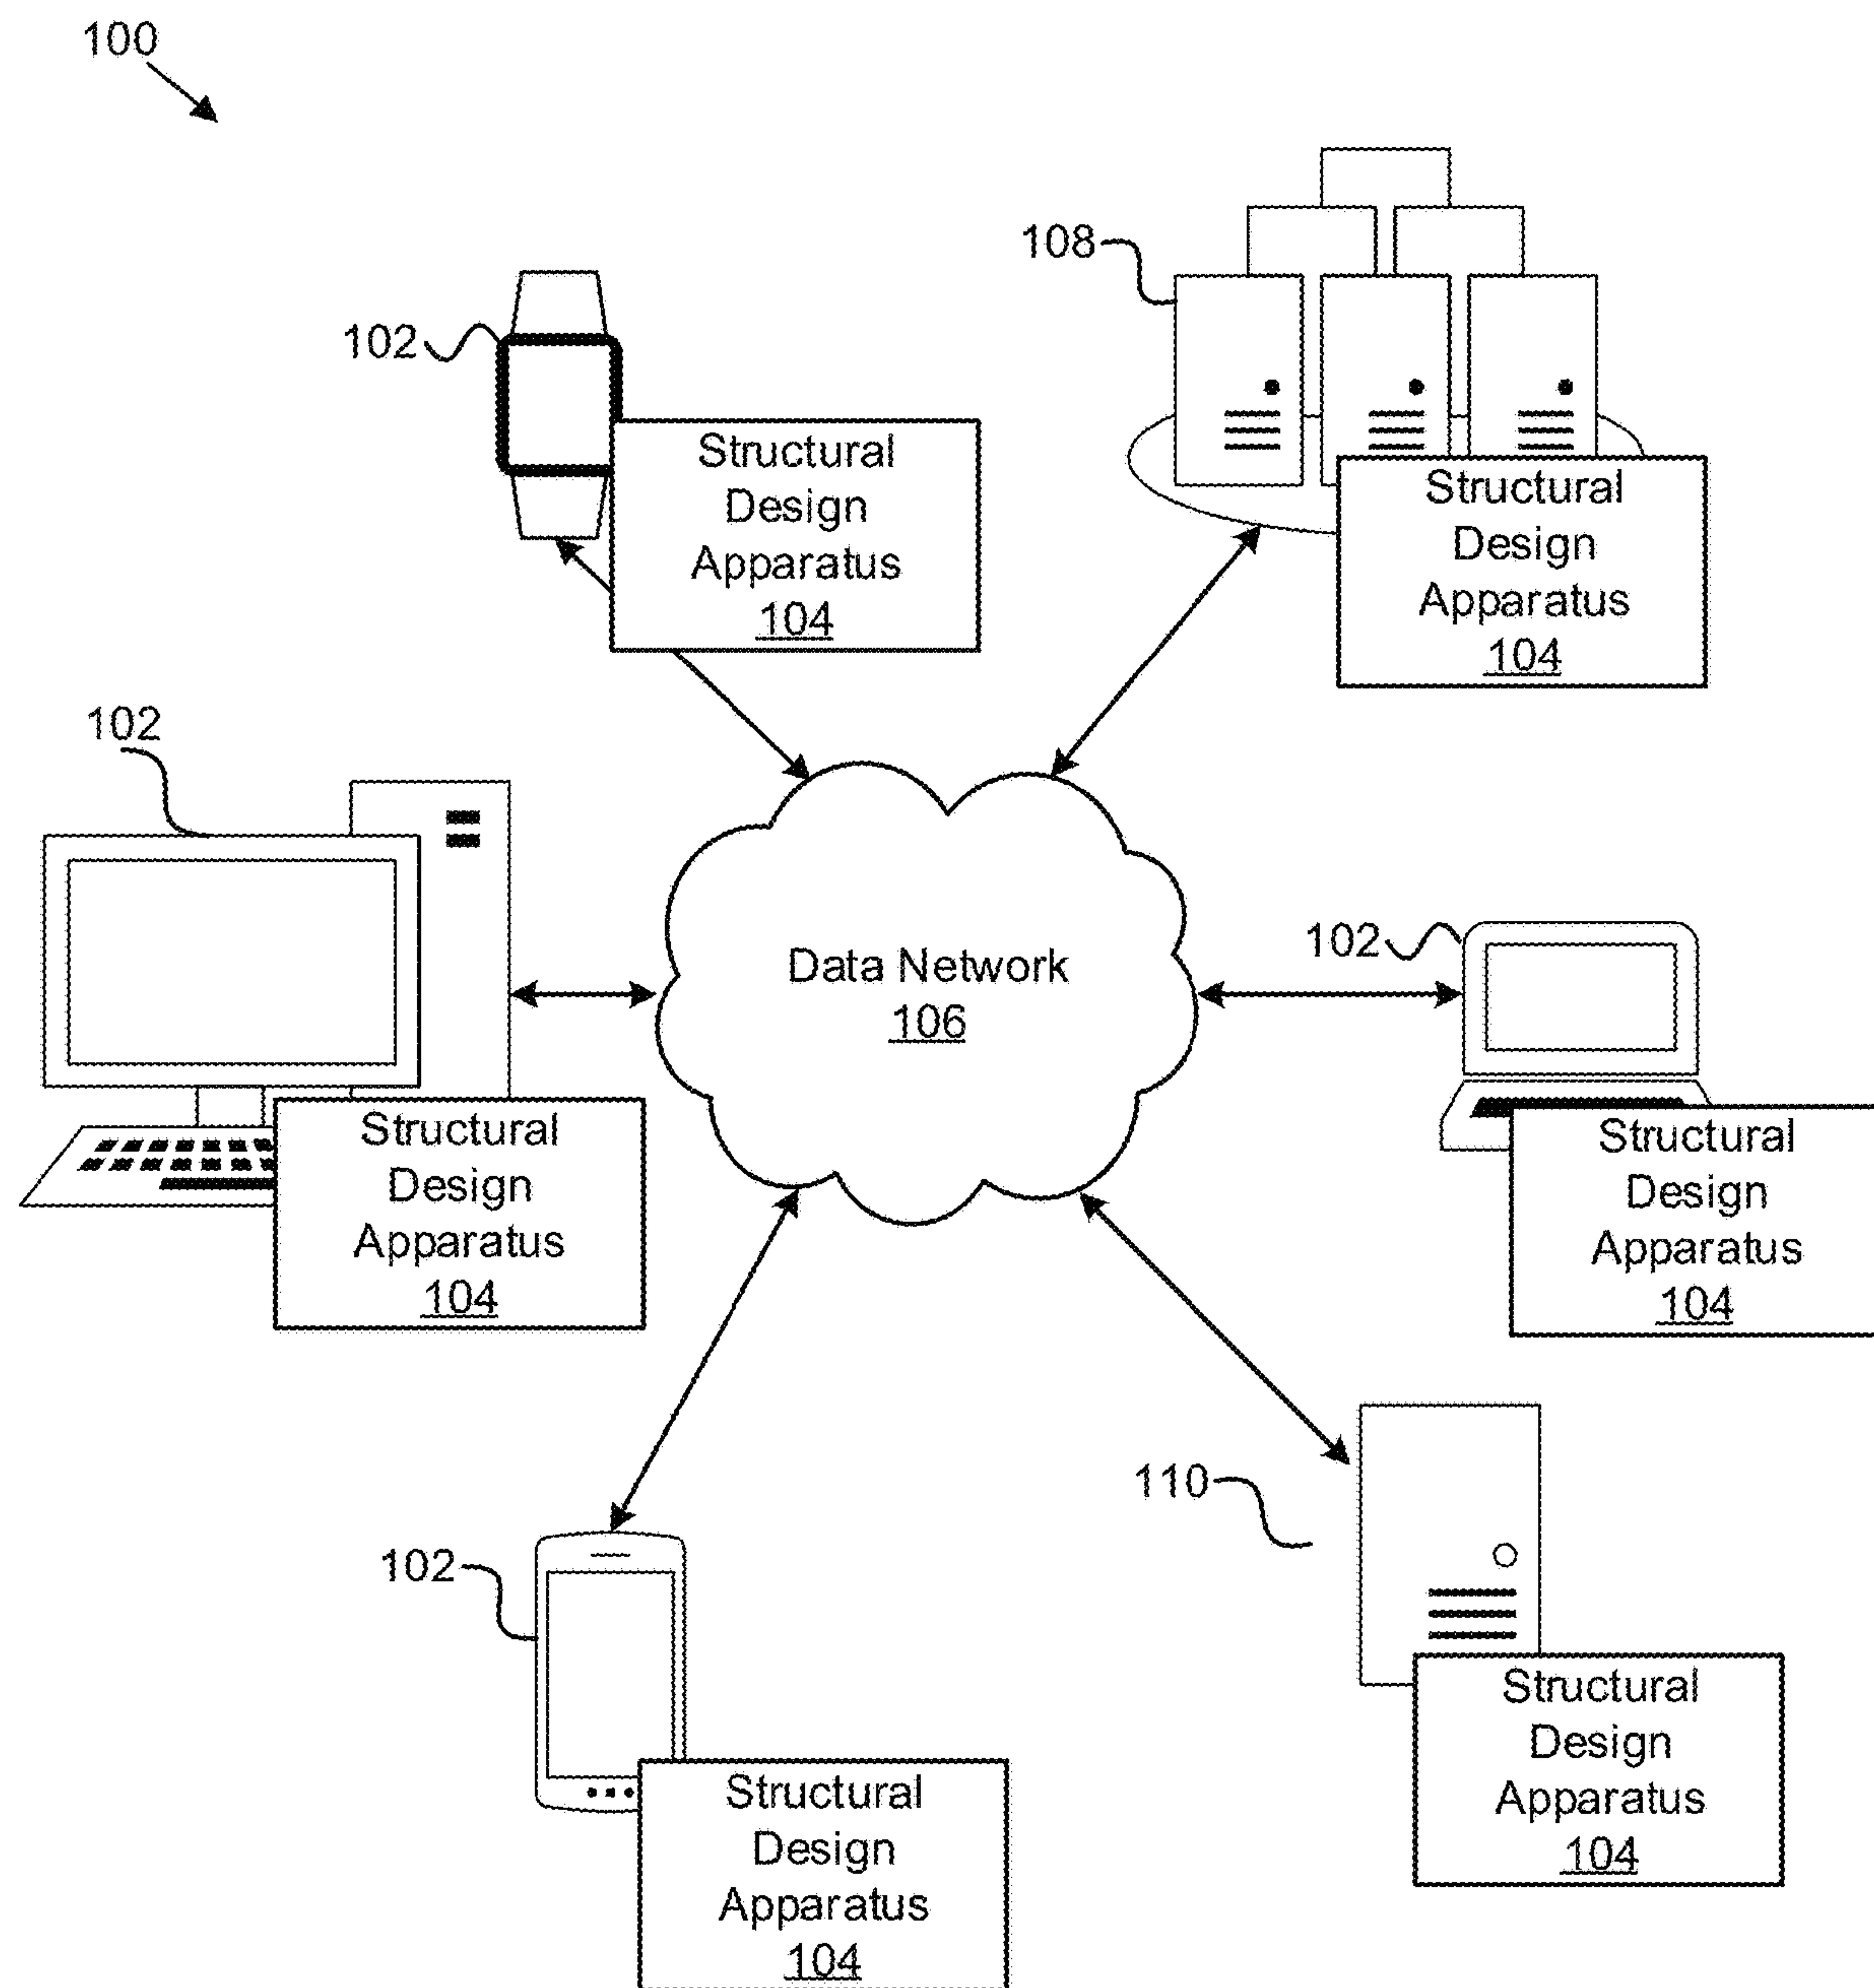 100
108
102
Structural
Design
Apparatus
104
Structural
Design
Apparatus
104
102
Data Network
106
102
Structural
Design
Apparatus
104
Structural
Design
Apparatus
104
110
102
Structural
Design
Apparatus
104
Structural
Design
Apparatus
104